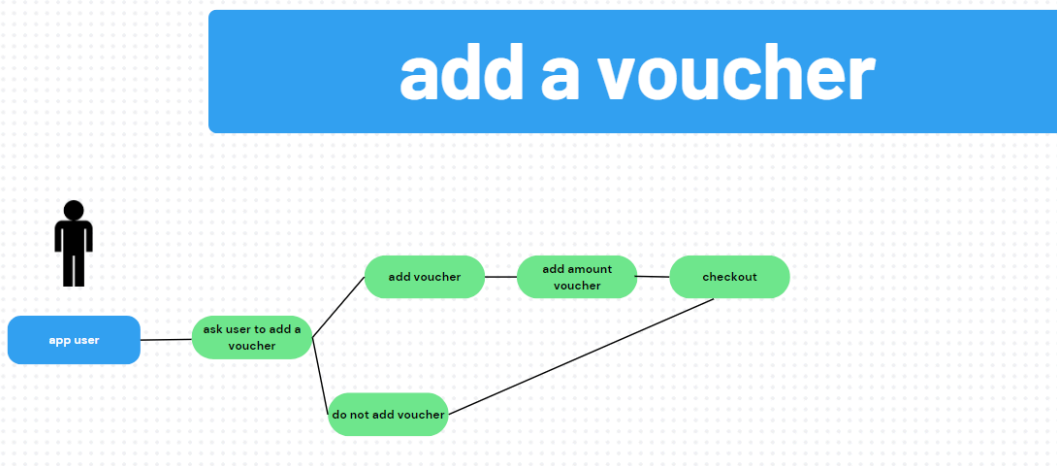 add a voucher
add voucher
add amount
voucher
checkout
app user
ask user to add a
voucher
do not add voucher